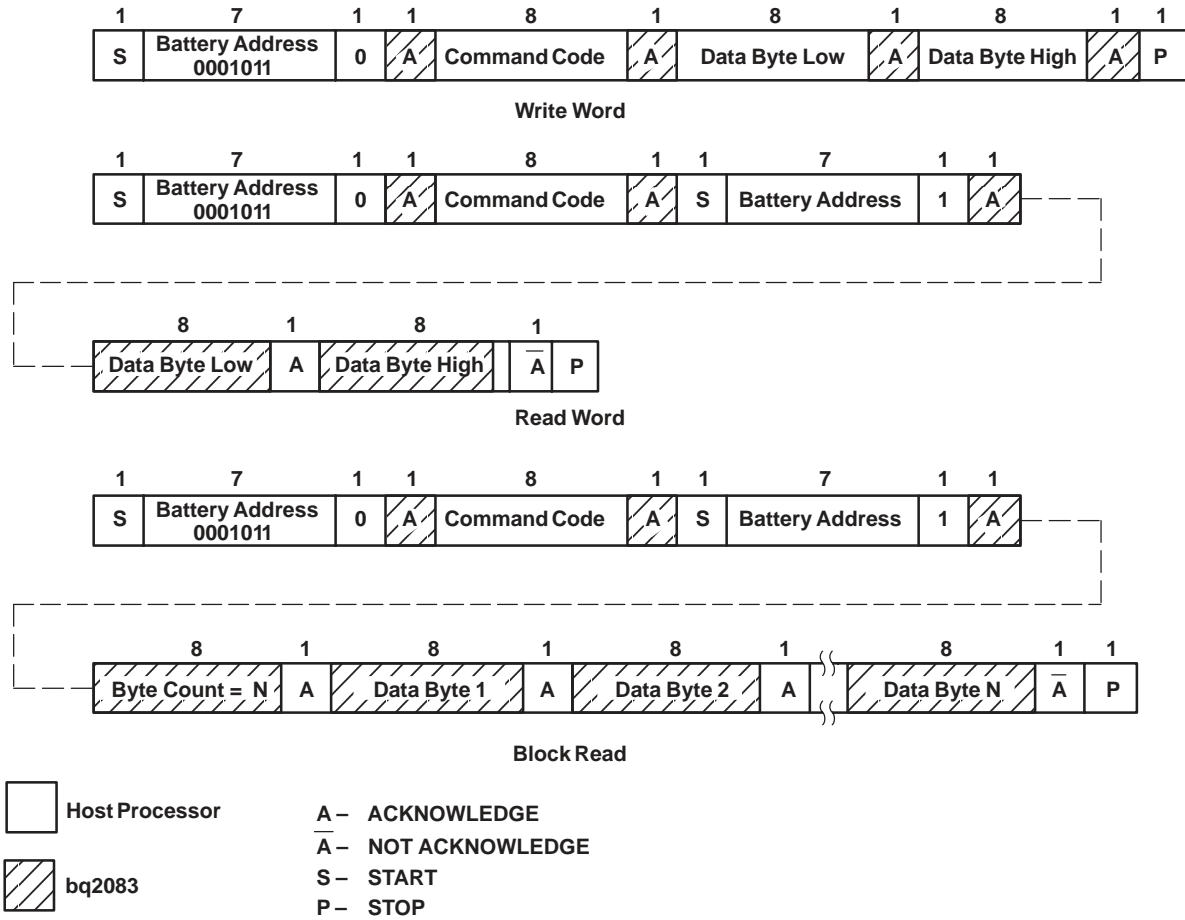 1 7 1 1 8 1 8 1 8 1 1
S Battery Address 0001011 0 A Command Code A Data Byte Low A Data Byte High A P
Write Word
1 7 1 1 8 1 1 7 1 1
S Battery Address 0001011 0 A Command Code A S Battery Address 1 A
8 1 8 1
Data Byte Low A Data Byte High A̅ P
Read Word
1 7 1 1 8 1 1 7 1 1
S Battery Address 0001011 0 A Command Code A S Battery Address 1 A
8 1 8 1 8 1 8 1 1
Byte Count = N A Data Byte 1 A Data Byte 2 A Data Byte N A̅ P
Block Read
Host Processor
bq2083
A – ACKNOWLEDGE
A̅ – NOT ACKNOWLEDGE
S – START
P – STOP